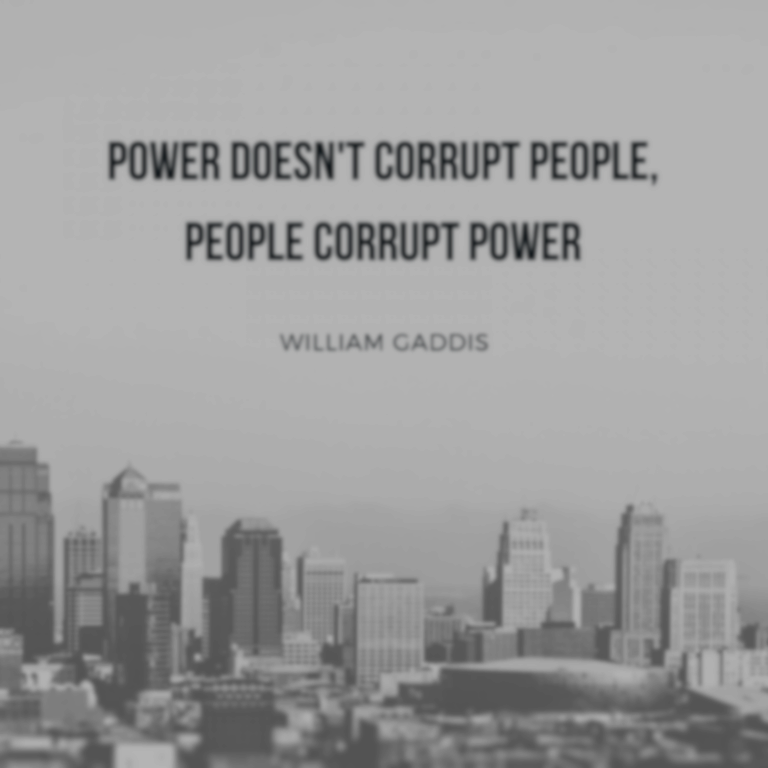 POWER DOESN'T CORRUPT PEOPLE,
PEOPLE CORRUPT POWER
WILLIAM GADDIS